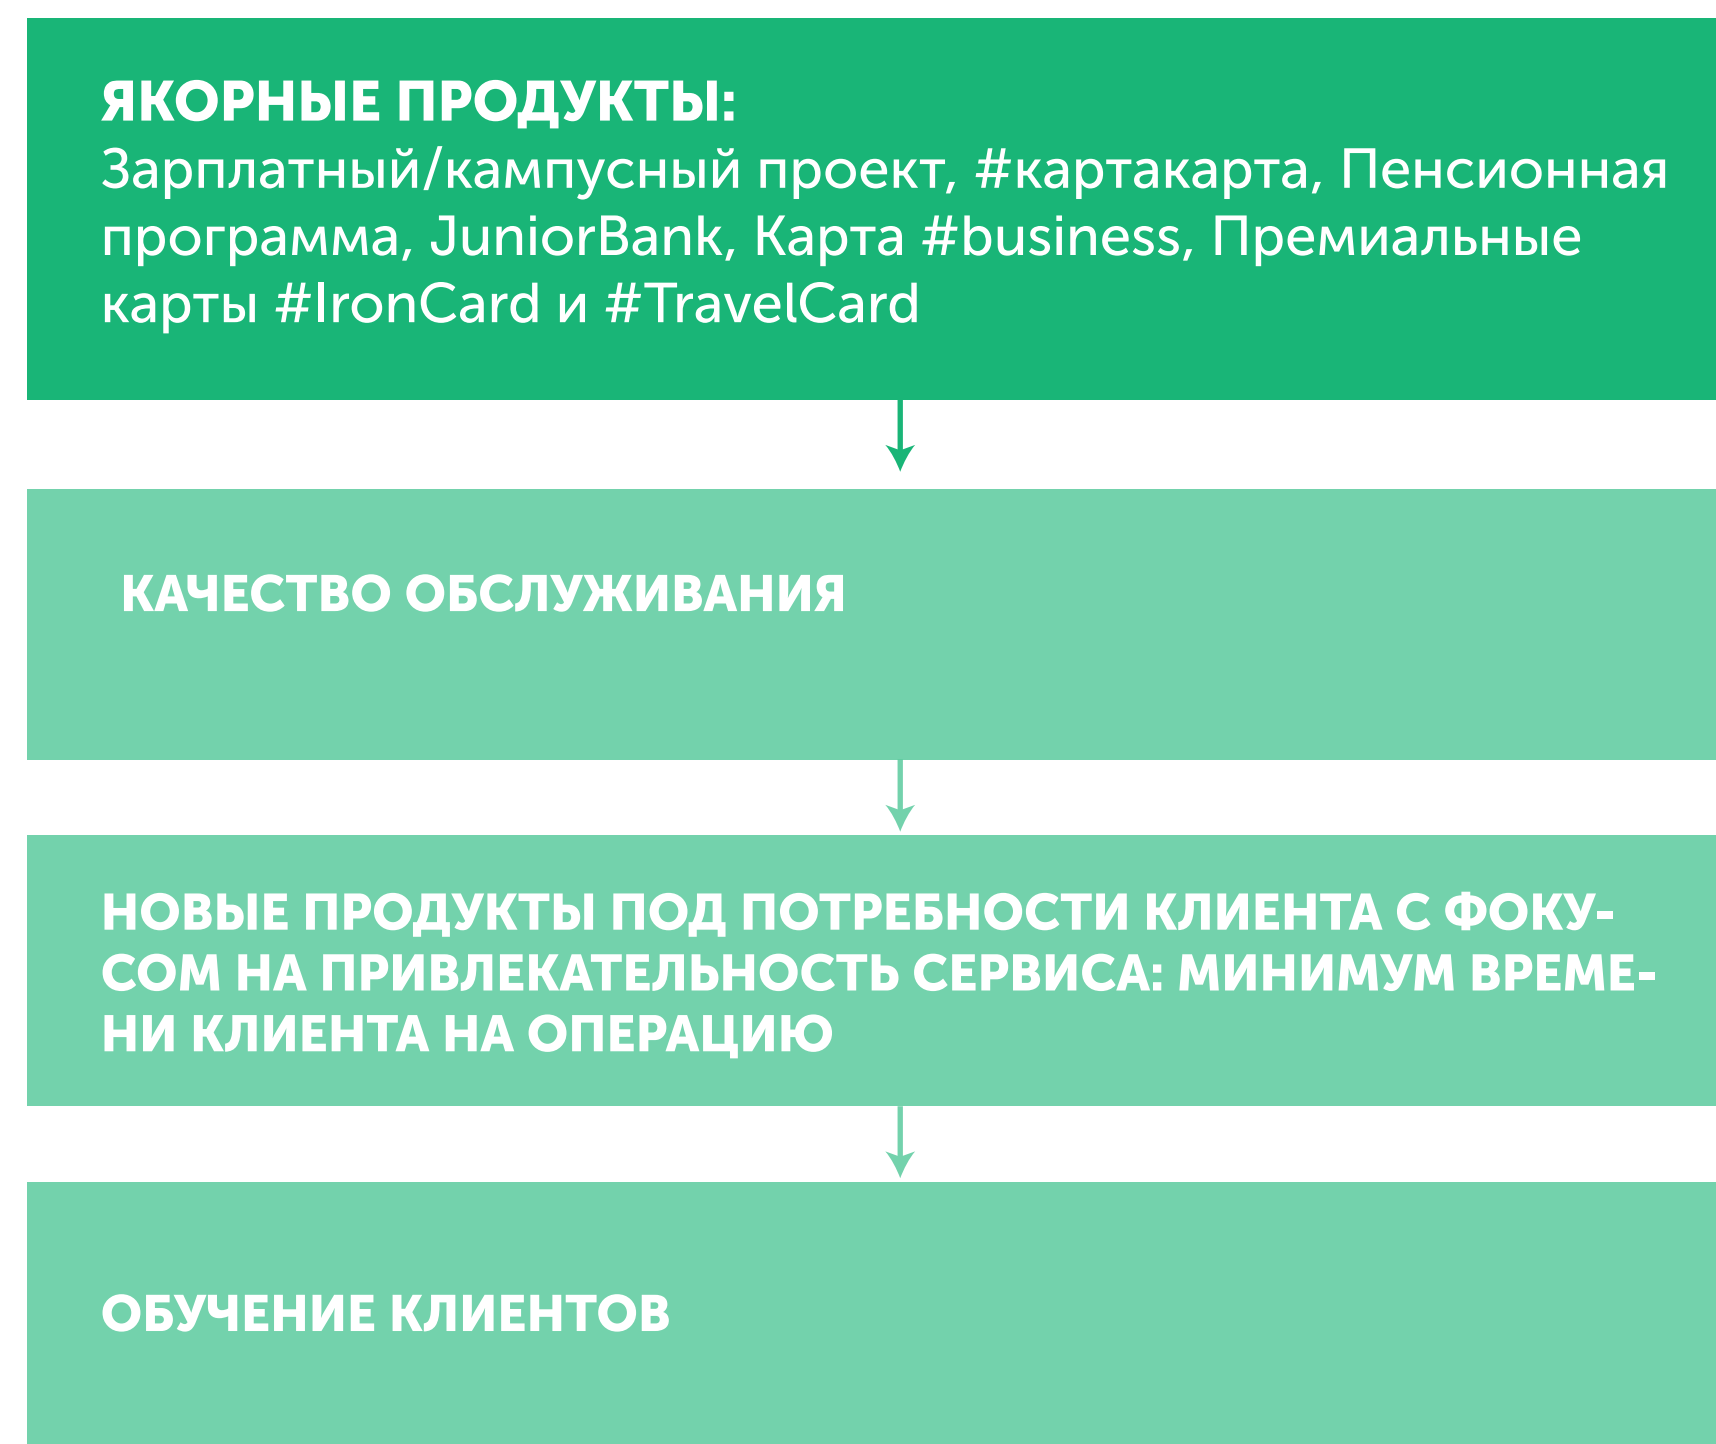 ЯКОРНЫЕ ПРОДУКТЫ:
Зарплатный/кампусный проект, #картакарта, Пенсионная
программа, JuniorBank, Карта #business, Премиальные
карты #IronCard и #TravelCard
КАЧЕСТВО ОБСЛУЖИВАНИЯ
НОВЫЕ ПРОДУКТЫ ПОД ПОТРЕБНОСТИ КЛИЕНТА С ФОКУ-
СОМ НА ПРИВЛЕКАТЕЛЬНОСТЬ СЕРВИСА: МИНИМУМ ВРЕМЕ-
НИ КЛИЕНТА НА ОПЕРАЦИЮ
ОБУЧЕНИЕ КЛИЕНТОВ